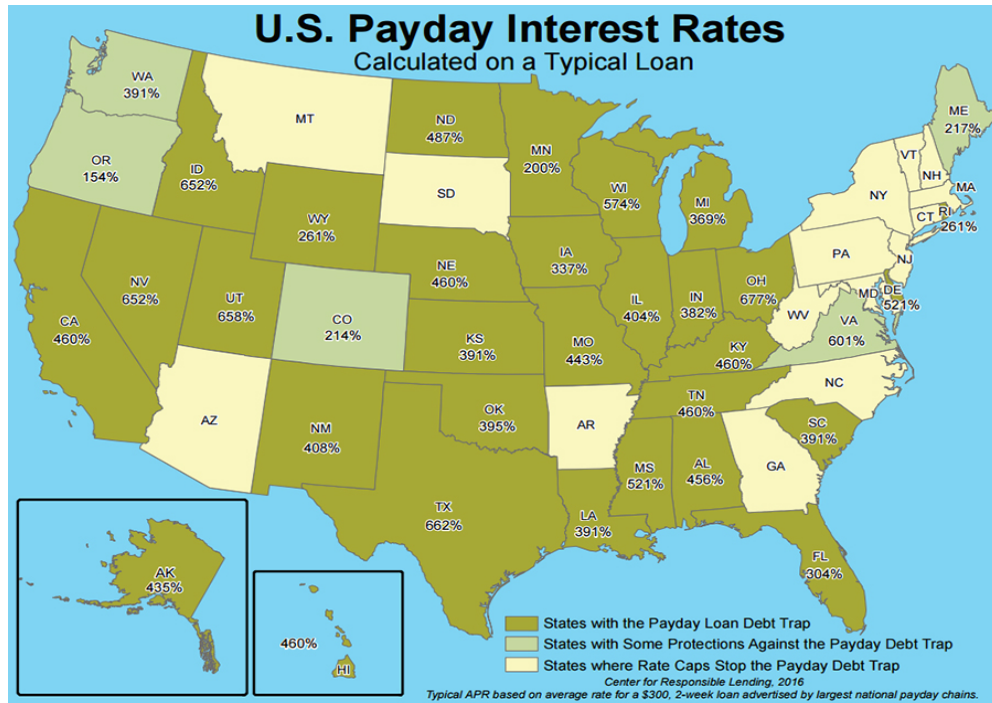 U.S. Payday Interest Rates
Calculated on a Typical Loan
WA
391%
OR
154%
ID
652%
MT
ND
487%
MN
200%
SD
WY
261%
WI
574%
MI
369%
ME
217%
VT
NH
NY
MA
CT
RI
261%
PA
NJ
CA
460%
NV
652%
UT
658%
CO
214%
NE
460%
IA
337%
KS
391%
MO
443%
IL
404%
IN
382%
OH
677%
MD
DE
521%
WV
VA
601%
KY
460%
NC
TN
460%
SC
391%
AZ
NM
408%
OK
395%
AR
MS
521%
AL
456%
GA
TX
662%
LA
391%
FL
304%
AK
435%
460%
HI
States with the Payday Loan Debt Trap
States with Some Protections Against the Payday Debt Trap
States where Rate Caps Stop the Payday Debt Trap
Center for Responsible Lending, 2016
Typical APR based on average rate for a $300, 2-week loan advertised by largest national payday chains.